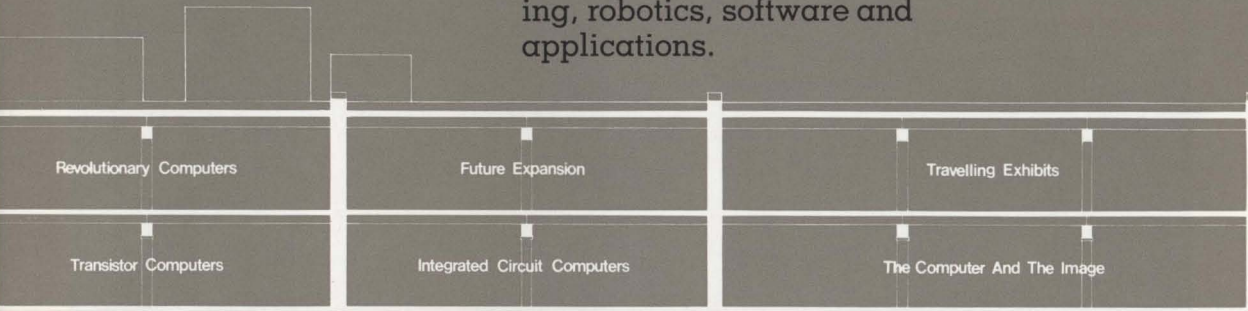 ing, robotics, software and
applications.
Revolutionary Computers
Future Expansion
Travelling Exhibits
Transistor Computers
Integrated Circuit Computers
The Computer And The Image